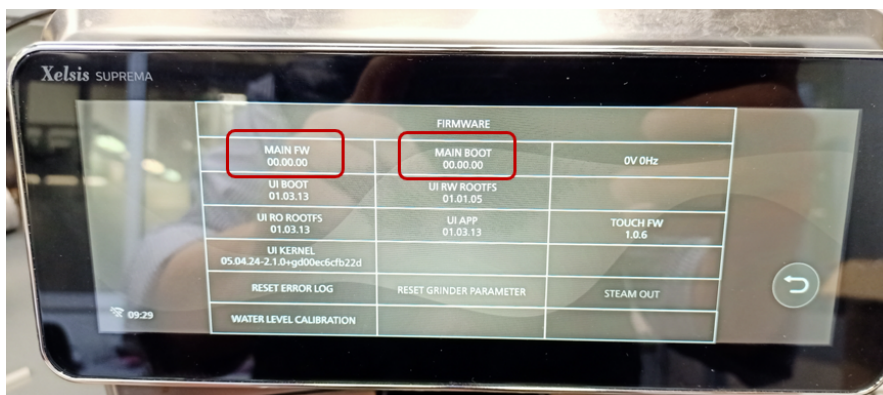 Xelsis SUPREMA
FIRMWARE
MAIN FW
00.00.00
MAIN BOOT
00.00.00
0V 0Hz
UI BOOT
01.03.13
UI RW ROOTFS
01.01.05
UI RO ROOTFS
01.03.13
UI APP
01.03.13
TOUCH FW
1.0.6
UI KERNEL
05.04.24-2.1.0+gd00ec6cfb22d
RESET ERROR LOG
RESET GRINDER PARAMETER
STEAM OUT
09:29
WATER LEVEL CALIBRATION